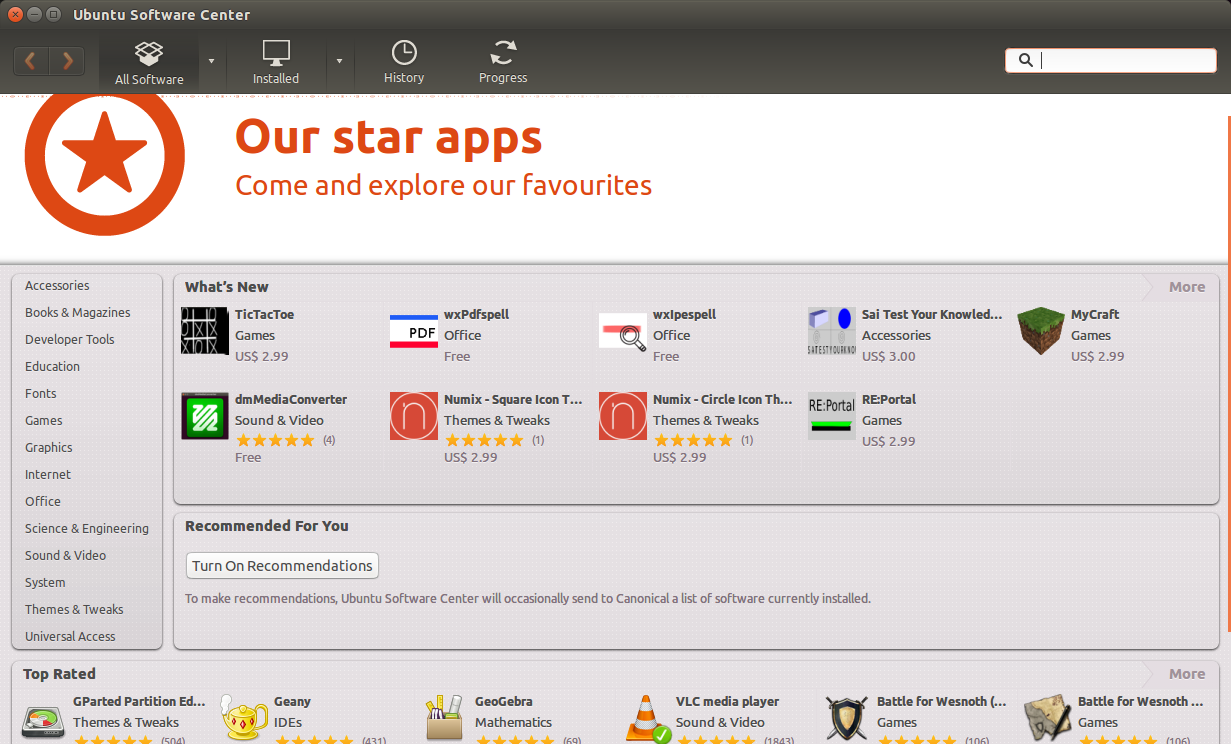 Ubuntu Software Center
All Software
Installed
History
Progress
Our star apps
Come and explore our favourites
Accessories
Books & Magazines
Developer Tools
Education
Fonts
Games
Graphics
Internet
Office
Science & Engineering
Sound & Video
System
Themes & Tweaks
Universal Access
What's New
More
TicTacToe
Games
US$ 2.99
PDF
wxPdfspell
Office
Free
wxIpespell
Office
Free
SATESTYOURKNO
Sai Test Your Knowled...
Accessories
US$ 3.00
MyCraft
Games
US$ 2.99
dmMediaConverter
Sound & Video
(4)
Free
Numix - Square Icon T...
Themes & Tweaks
(1)
US$ 2.99
Numix - Circle Icon Th...
Themes & Tweaks
(1)
US$ 2.99
RE:Portal
RE:Portal
Games
US$ 2.99
Recommended For You
Turn On Recommendations
To make recommendations, Ubuntu Software Center will occasionally send to Canonical a list of software currently installed.
Top Rated
More
GParted Partition Ed...
Themes & Tweaks
(504)
Geany
IDEs
(431)
GeoGebra
Mathematics
(69)
VLC media player
Sound & Video
(1843)
Battle for Wesnoth (...
Games
(106)
Battle for Wesnoth ...
Games
(106)